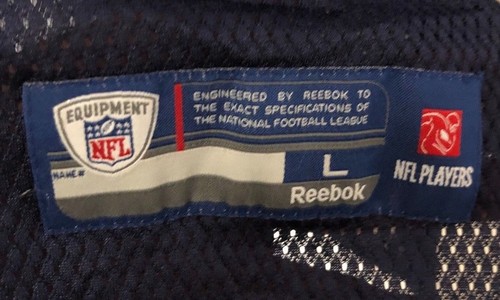 EQUIPMENT
NFL
ENGINEERED BY REEBOK TO
THE EXACT SPECIFICATIONS OF
THE NATIONAL FOOTBALL LEAGUE
NAME#
L
Reebok
NFL PLAYERS